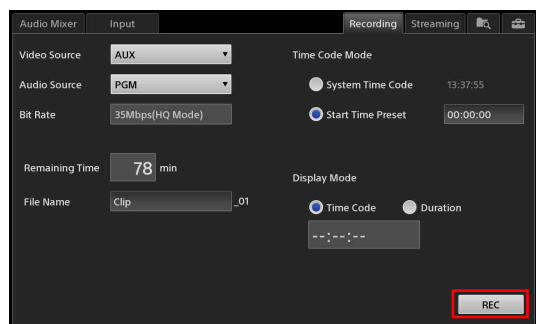 Audio Mixer Input Recording Streaming
Video Source AUX Time Code Mode
Audio Source PGM System Time Code 13:37:55
Bit Rate 35Mbps(HQ Mode) Start Time Preset 00:00:00
Remaining Time 78 min
Display Mode
File Name Clip _01 Time Code Duration
--:--:--
REC